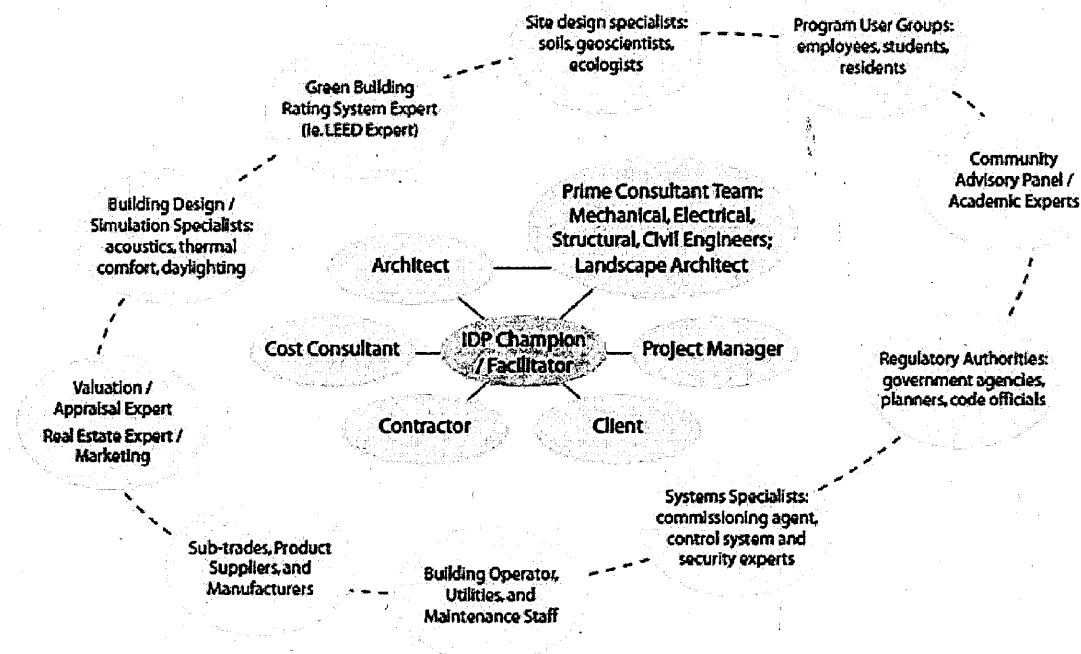 Site design specialists:
soils, geoscientists,
ecologists
Program User Groups:
employees, students,
residents
Green Building
Rating System Expert
(ie. LEED Expert)
Community
Advisory Panel /
Academic Experts
Building Design /
Simulation Specialists:
acoustics, thermal
comfort, daylighting
Prime Consultant Team:
Mechanical, Electrical,
Structural, Civil Engineers;
Landscape Architect
Architect
IDP Champion
/ Facilitator
Cost Consultant
Project Manager
Contractor
Client
Regulatory Authorities:
government agencies,
planners, code officials
Valuation /
Appraisal Expert
Real Estate Expert /
Marketing
Systems Specialists:
commissioning agent,
control system and
security experts
Sub-trades, Product
Suppliers, and
Manufacturers
Building Operator,
Utilities, and
Maintenance Staff